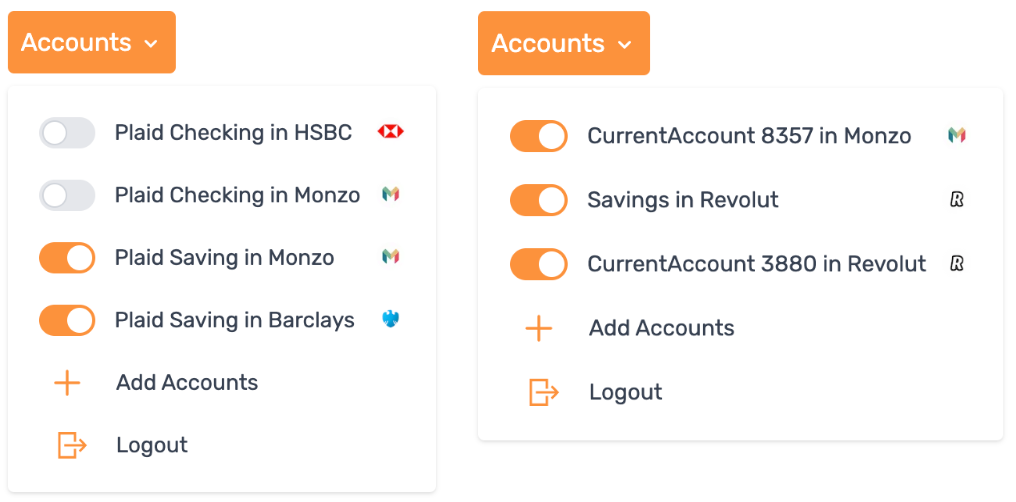 Accounts
Plaid Checking in HSBC
Plaid Checking in Monzo
Plaid Saving in Monzo
Plaid Saving in Barclays
Add Accounts
Logout
Accounts
CurrentAccount 8357 in Monzo
Savings in Revolut
R
CurrentAccount 3880 in Revolut
R
Add Accounts
Logout